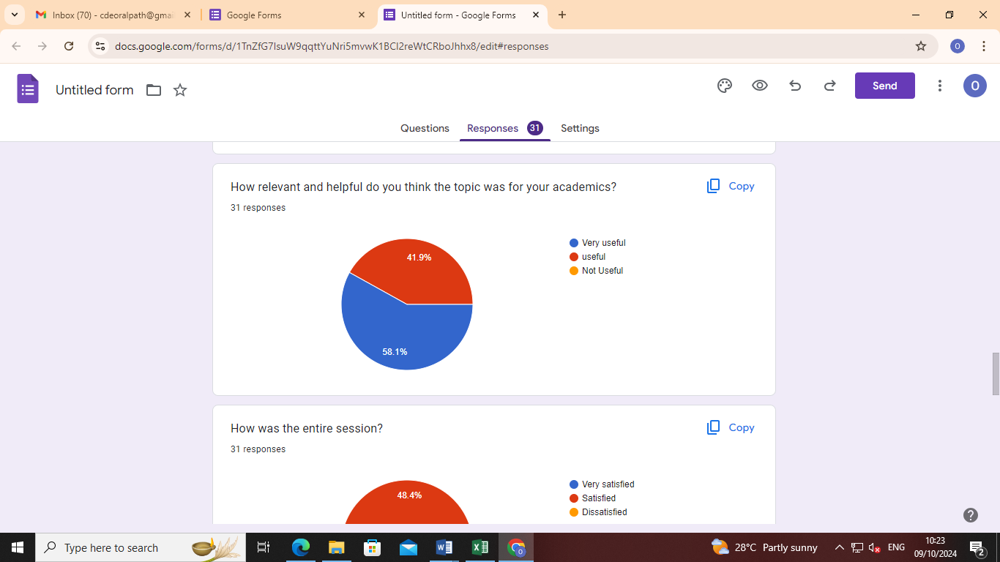 Inbox (70) - cdeoralpath@gmai
Google Forms
Untitled form - Google Forms
docs.google.com/forms/d/1TnZfG7IsuW9qqttYuNri5mvwK1BCl2reWtCRboJhhx8/edit#responses
O
Untitled form
Send
O
Questions
Responses 31
Settings
How relevant and helpful do you think the topic was for your academics?
Copy
31 responses
41.9%
58.1%
Very useful
useful
Not Useful
How was the entire session?
Copy
31 responses
48.4%
Very satisfied
Satisfied
Dissatisfied
Type here to search
28°C Partly sunny
ENG
10:23
09/10/2024
2